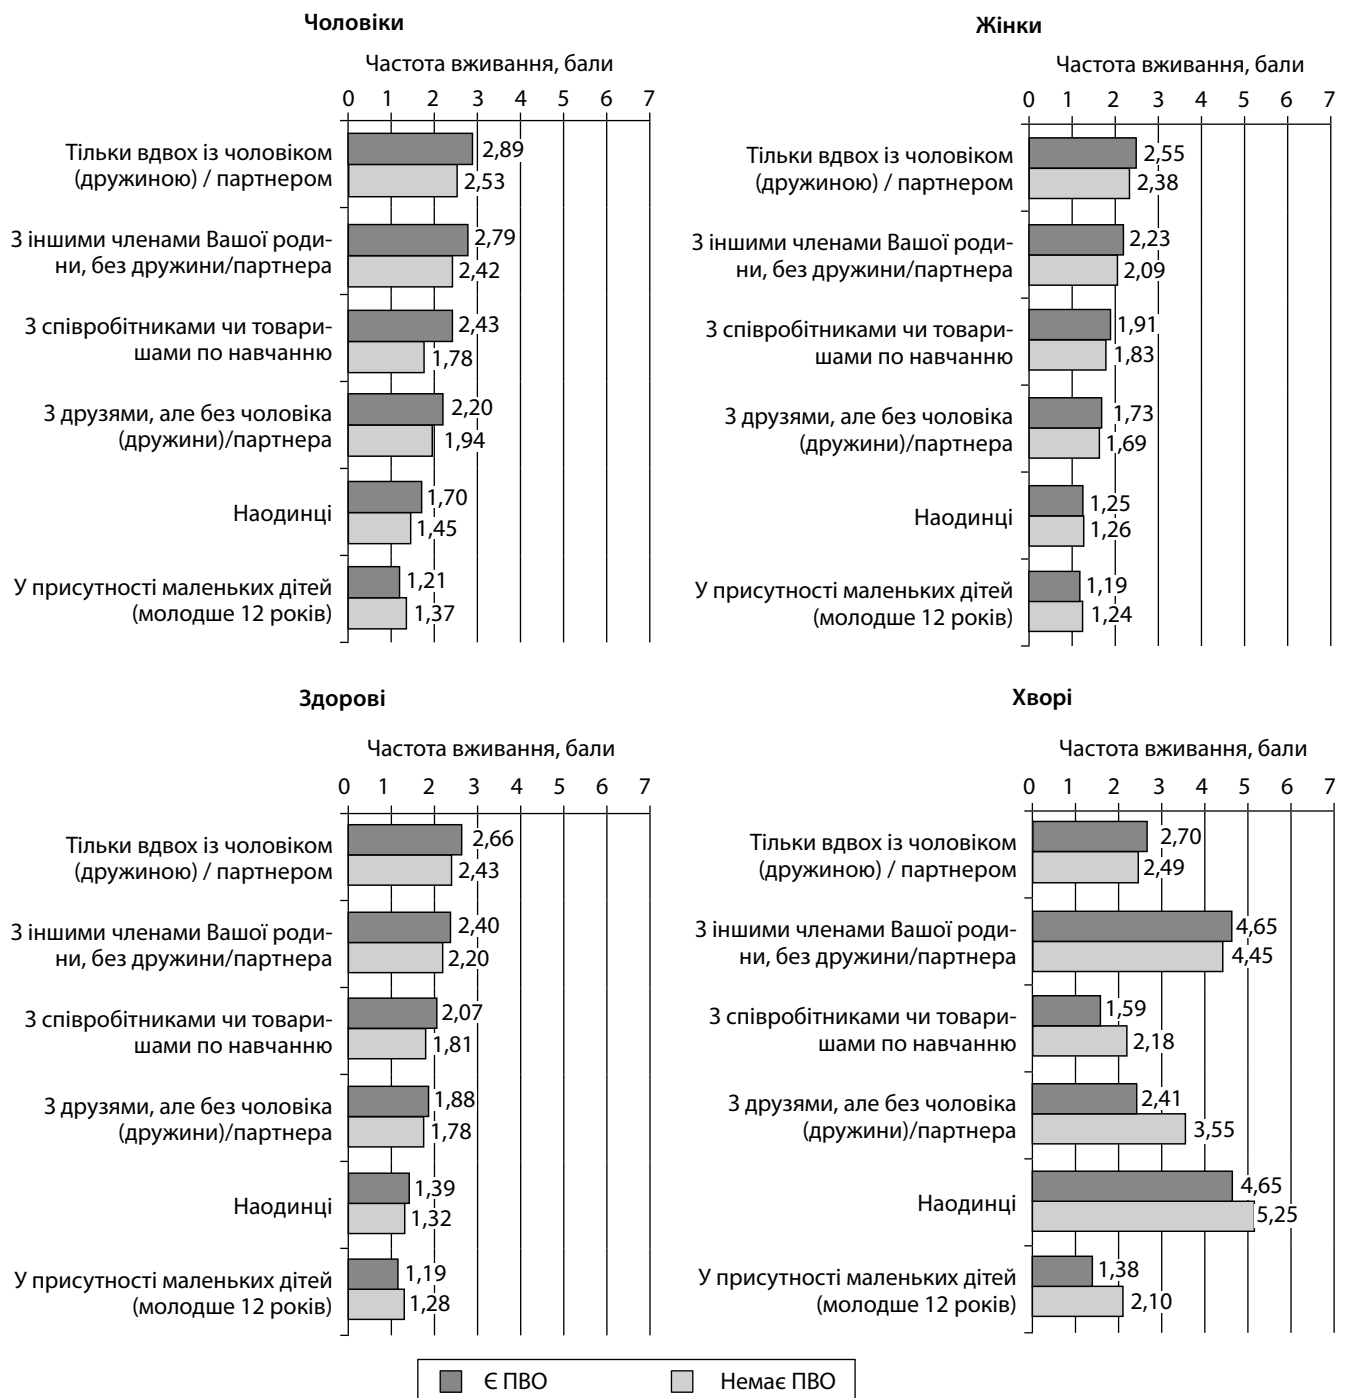 Чоловіки
Частота вживання, бали
0 1 2 3 4 5 6 7
Тільки вдвох із чоловіком
(дружиною) / партнером
2,89
2,53
З іншими членами Вашої роди-
ни, без дружини/партнера
2,79
2,42
З співробітниками чи товари-
шами по навчанню
2,43
1,78
З друзями, але без чоловіка
(дружини)/партнера
2,20
1,94
Наодинці
1,70
1,45
У присутності маленьких дітей
(молодше 12 років)
1,21
1,37
Жінки
Частота вживання, бали
0 1 2 3 4 5 6 7
Тільки вдвох із чоловіком
(дружиною) / партнером
2,55
2,38
З іншими членами Вашої роди-
ни, без дружини/партнера
2,23
2,09
З співробітниками чи товари-
шами по навчанню
1,91
1,83
З друзями, але без чоловіка
(дружини)/партнера
1,73
1,69
Наодинці
1,25
1,26
У присутності маленьких дітей
(молодше 12 років)
1,19
1,24
Здорові
Частота вживання, бали
0 1 2 3 4 5 6 7
Тільки вдвох із чоловіком
(дружиною) / партнером
2,66
2,43
З іншими членами Вашої роди-
ни, без дружини/партнера
2,40
2,20
З співробітниками чи товари-
шами по навчанню
2,07
1,81
З друзями, але без чоловіка
(дружини)/партнера
1,88
1,78
Наодинці
1,39
1,32
У присутності маленьких дітей
(молодше 12 років)
1,19
1,28
Хворі
Частота вживання, бали
0 1 2 3 4 5 6 7
Тільки вдвох із чоловіком
(дружиною) / партнером
2,70
2,49
З іншими членами Вашої роди-
ни, без дружини/партнера
4,65
4,45
З співробітниками чи товари-
шами по навчанню
1,59
2,18
З друзями, але без чоловіка
(дружини)/партнера
2,41
3,55
Наодинці
4,65
5,25
У присутності маленьких дітей
(молодше 12 років)
1,38
2,10
Є ПВО Немає ПВО